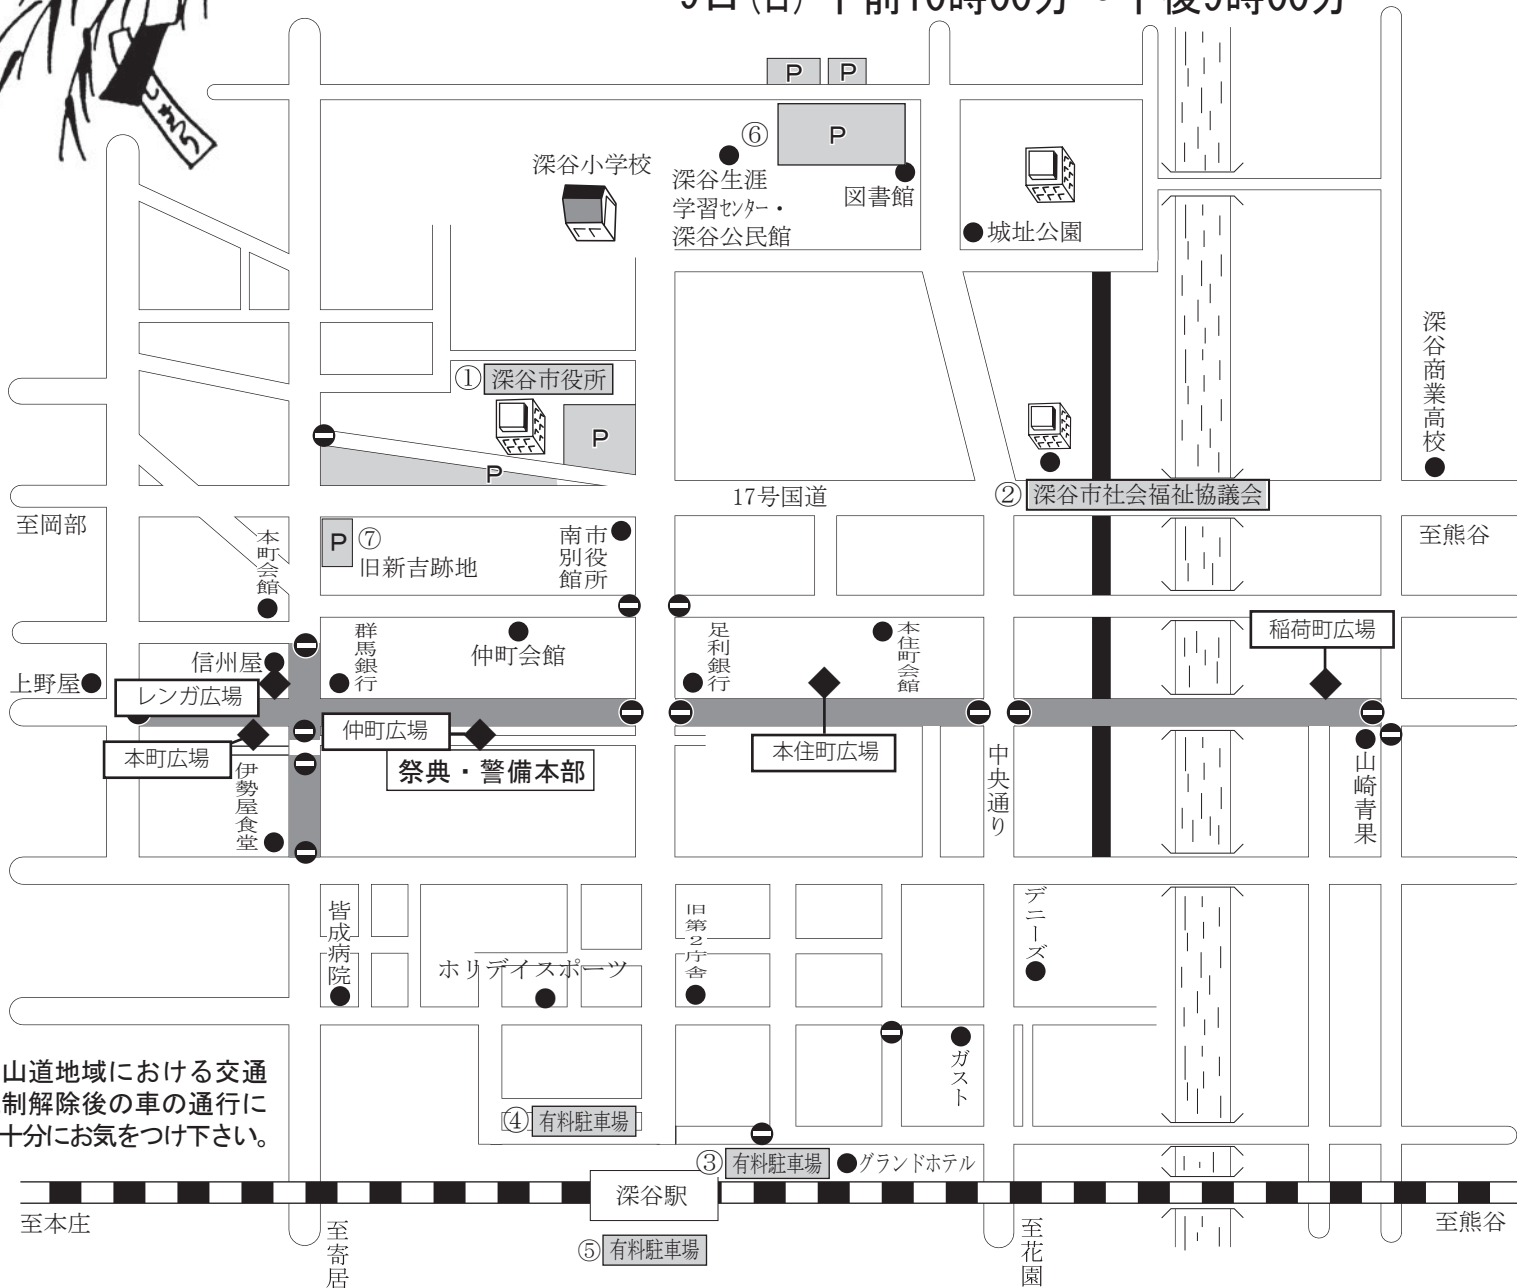 9日(日) 午前10時00分～午後9時00分
P
P
P
⑥
深谷小学校
深谷生涯
学習センター・
深谷公民館
図書館
城址公園
深谷商業高校
① 深谷市役所
P
P
17号国道
② 深谷市社会福祉協議会
至岡部
至熊谷
本町会館
P
⑦
旧新吉跡地
市役所
南別館
稲荷町広場
群馬銀行
仲町会館
足利銀行
本住町会館
信州屋
上野屋
レンガ広場
仲町広場
本町広場
本住町広場
祭典・警備本部
伊勢屋食堂
中央通り
山崎青果
皆成病院
旧第2庁舎
デニーズ
ホリデイスポーツ
ガスト
山道地域における交通
制解除後の車の通行に
十分にお気をつけ下さい。
④ 有料駐車場
③ 有料駐車場
グランドホテル
深谷駅
至本庄
至熊谷
至寄居
⑤ 有料駐車場
至花園